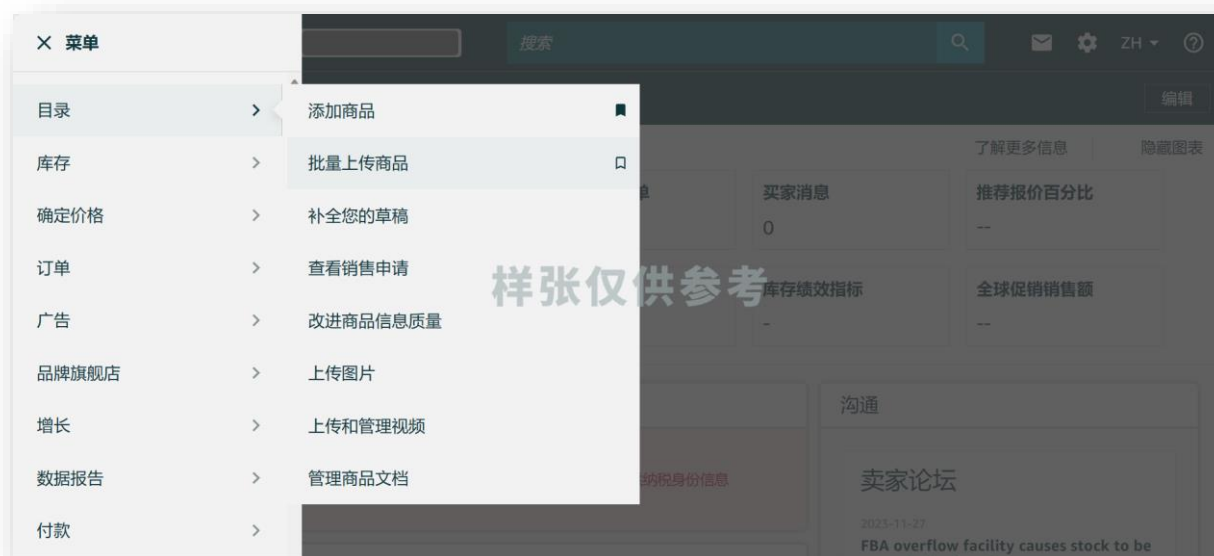 菜单
搜索
ZH
编辑
目录
库存
确定价格
订单
广告
品牌旗舰店
增长
数据报告
付款
添加商品
批量上传商品
补全您的草稿
查看销售申请
改进商品信息质量
上传图片
上传和管理视频
管理商品文档
了解更多信息
隐藏图表
买家消息
0
推荐报价百分比
--
库存绩效指标
-
全球促销销售额
--
样张仅供参考
纳税身份信息
沟通
卖家论坛
2023-11-27
FBA overflow facility causes stock to be